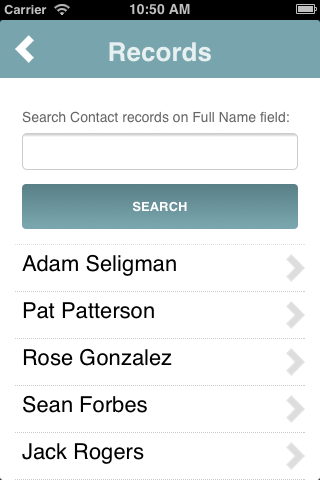 Carrier 10:50 AM
Records
Search Contact records on Full Name field:
SEARCH
Adam Seligman
Pat Patterson
Rose Gonzalez
Sean Forbes
Jack Rogers